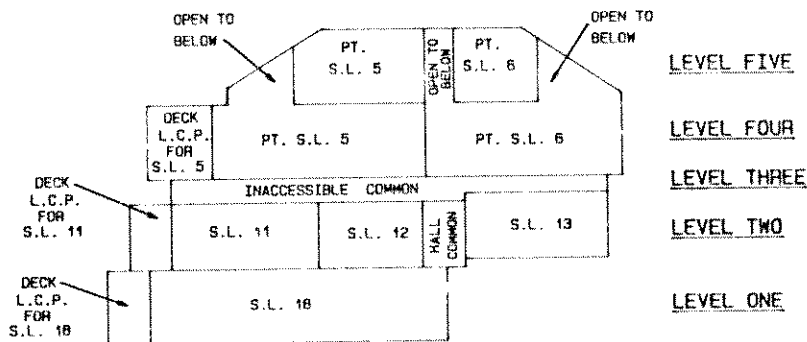 OPEN TO
BELOW
OPEN TO
BELOW
PT.
S.L. 5
OPEN TO
BELOW
PT.
S.L. 6
LEVEL FIVE
DECK
L.C.P.
FOR
S.L. 5
PT. S.L. 5
PT. S.L. 6
LEVEL FOUR
INACCESSIBLE COMMON
LEVEL THREE
DECK
L.C.P.
FOR
S.L. 11
S.L. 11
S.L. 12
HALL
COMMON
S.L. 13
LEVEL TWO
DECK
L.C.P.
FOR
S.L. 18
S.L. 18
LEVEL ONE